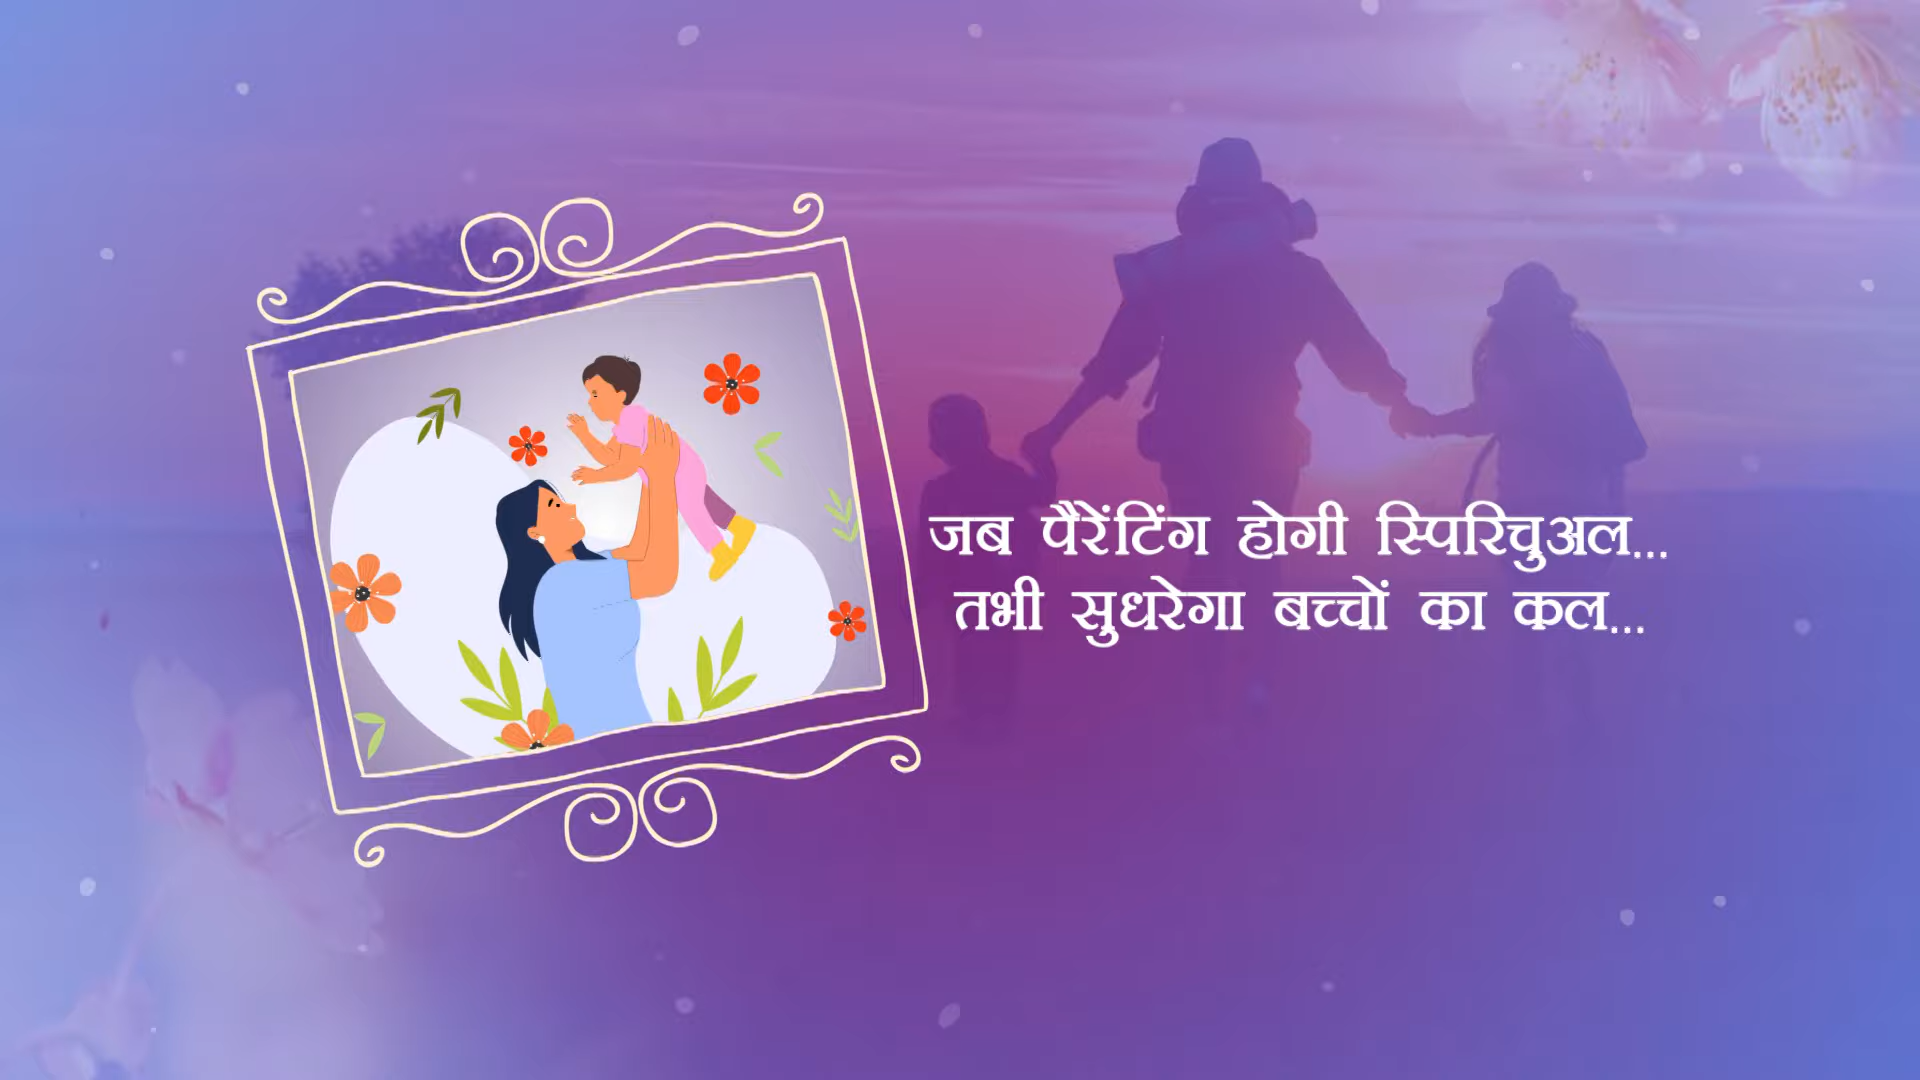 जब पैरेंटिंग होगी स्पिरिचुअल...
तभी सुधरेगा बच्चों का कल...